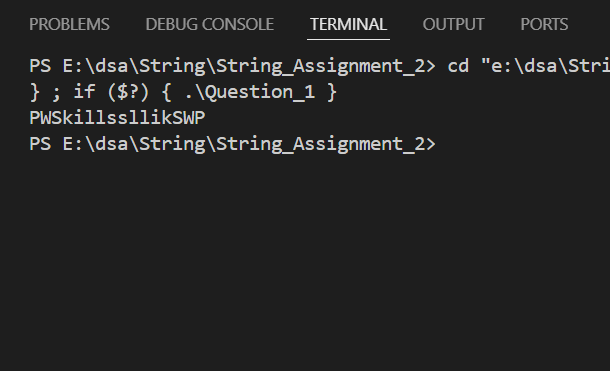 PROBLEMS DEBUG CONSOLE TERMINAL OUTPUT PORTS
PS E:\dsa\String\String_Assignment_2> cd "e:\dsa\Stri
} ; if ($?) { .\Question_1 }
PWSkillssllikSWP
PS E:\dsa\String\String_Assignment_2>